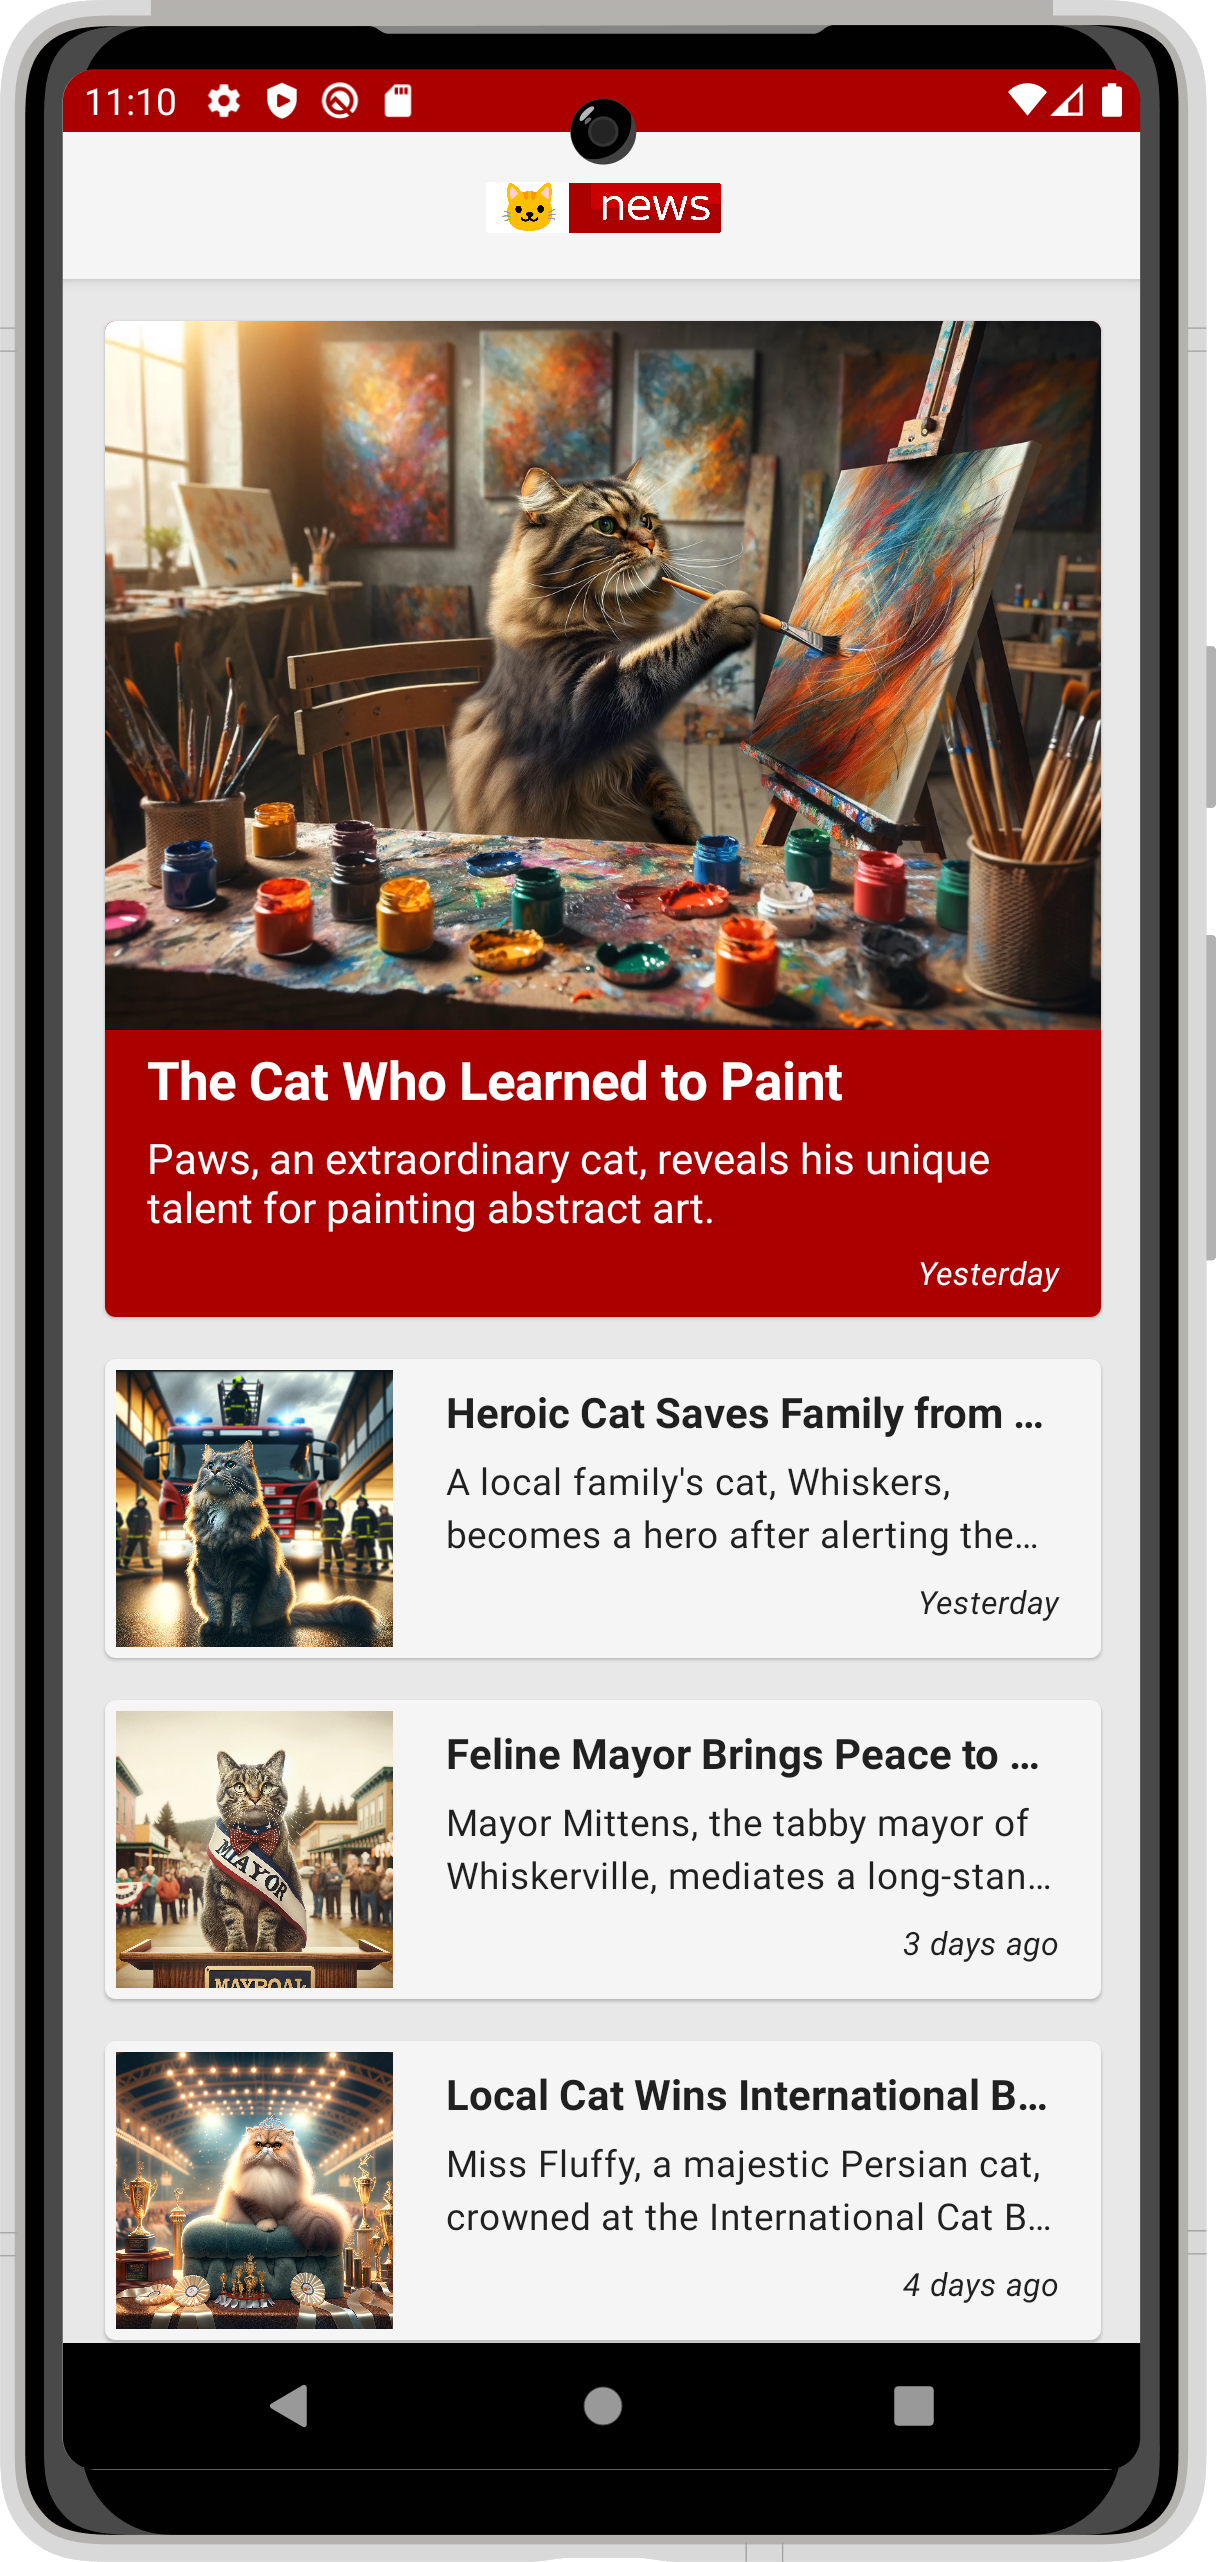 11:10
news
The Cat Who Learned to Paint
Paws, an extraordinary cat, reveals his unique
talent for painting abstract art.
Yesterday
Heroic Cat Saves Family from ...
A local family's cat, Whiskers,
becomes a hero after alerting the...
Yesterday
MAYOR
MAYROAL
Feline Mayor Brings Peace to ...
Mayor Mittens, the tabby mayor of
Whiskerville, mediates a long-stan...
3 days ago
Local Cat Wins International B...
Miss Fluffy, a majestic Persian cat,
crowned at the International Cat B...
4 days ago